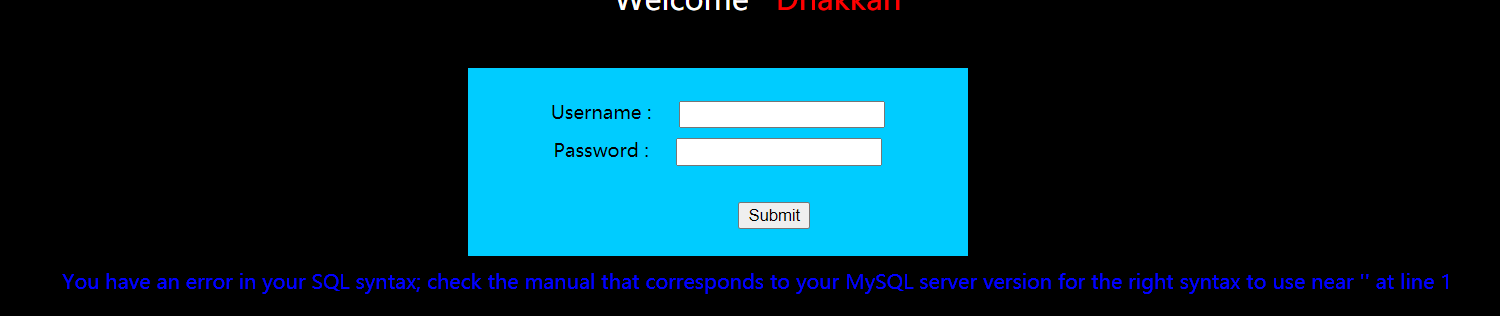 Welcome Dhakkan
Username :
Password :
Submit
You have an error in your SQL syntax; check the manual that corresponds to your MySQL server version for the right syntax to use near '' at line 1